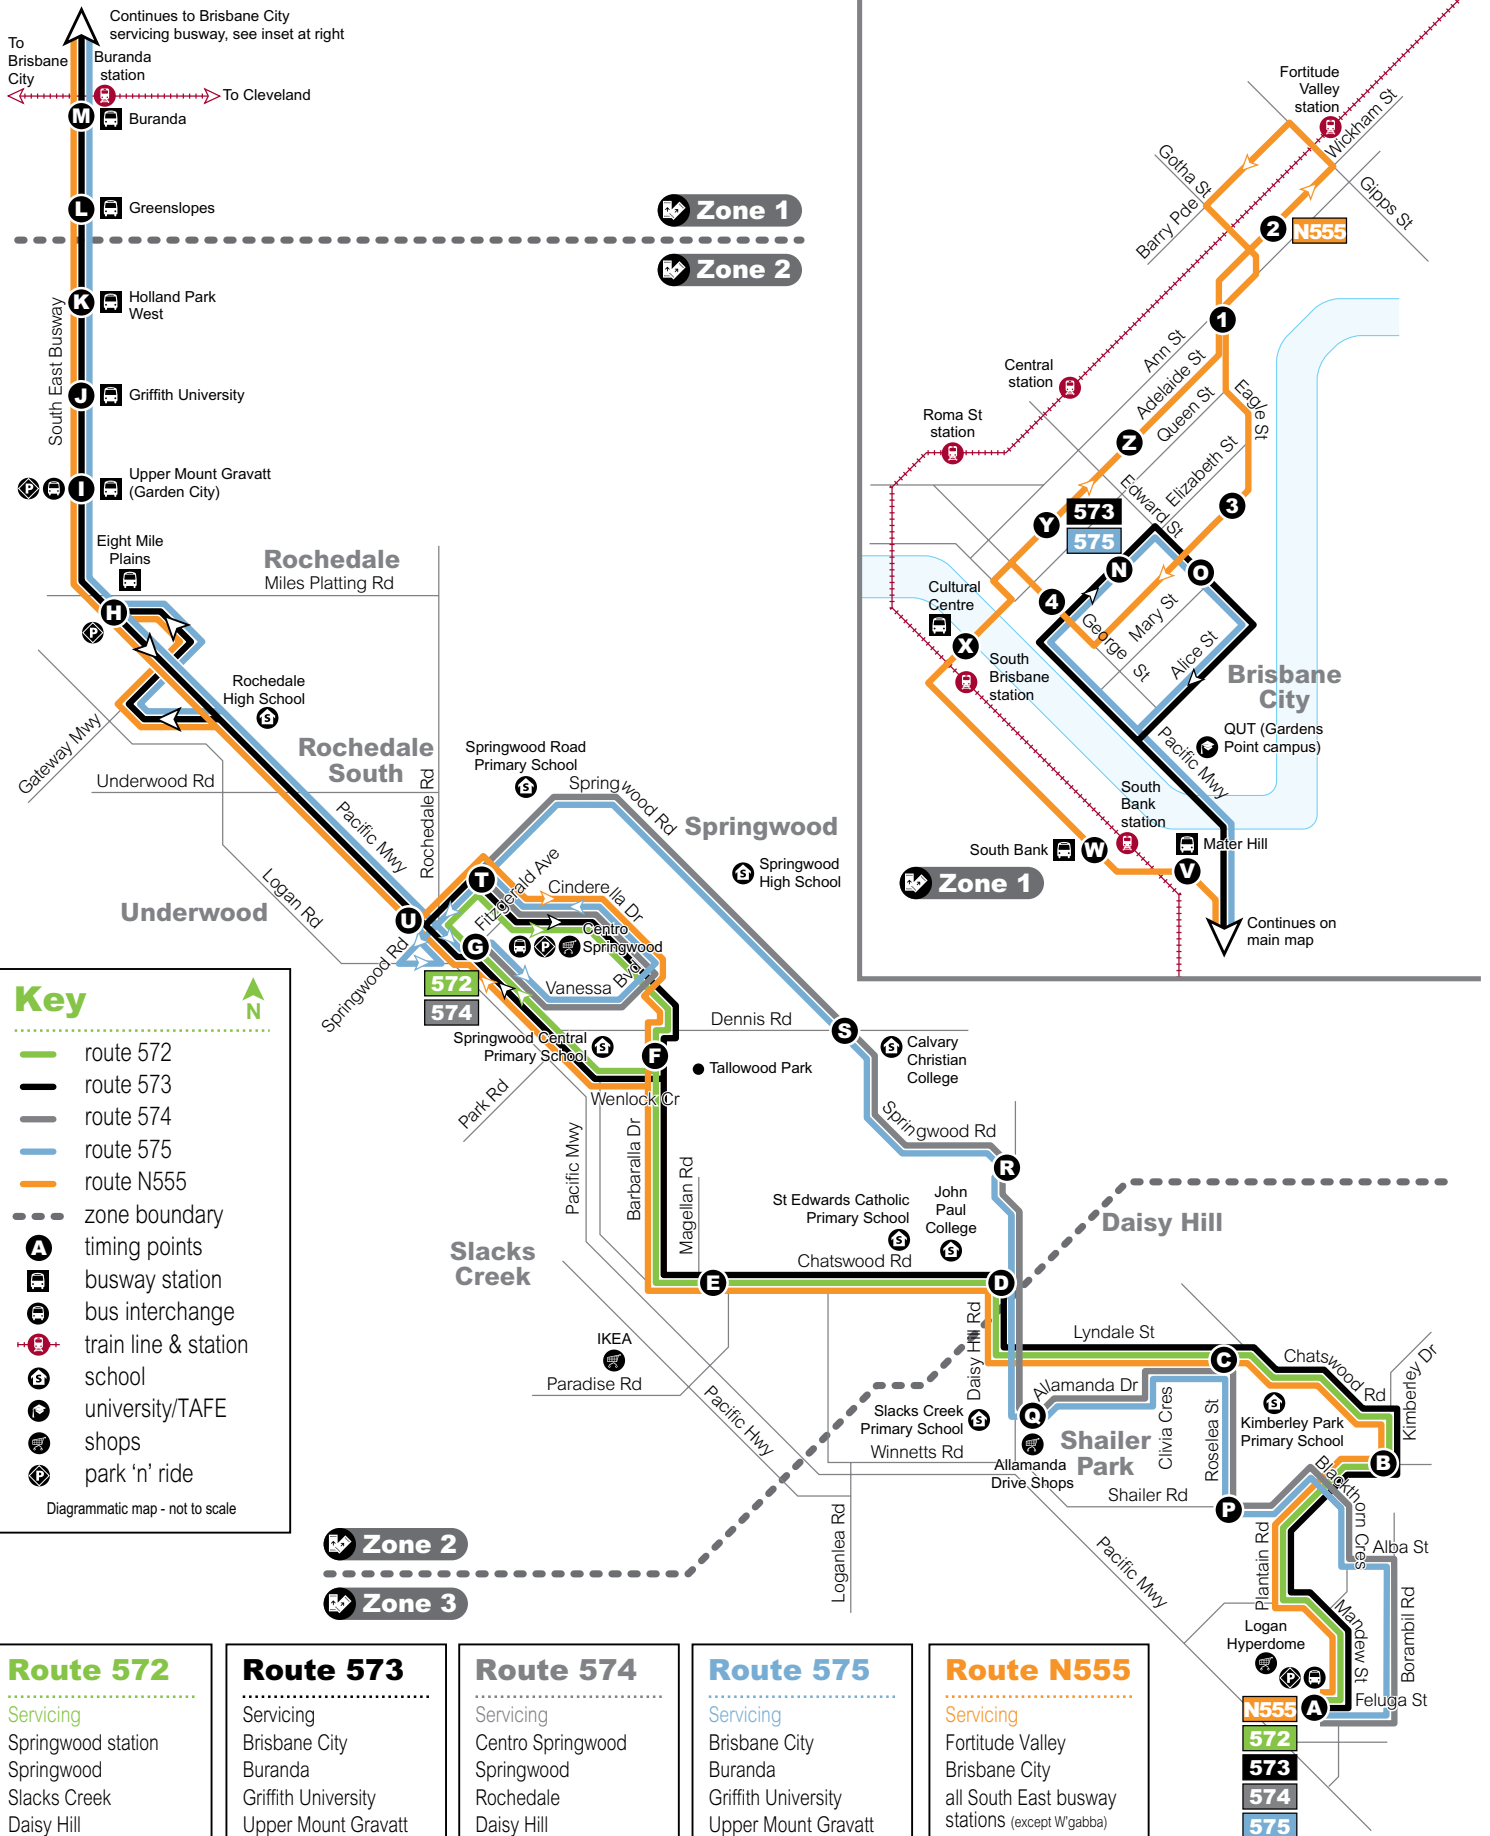 Continues to Brisbane City
servicing busway, see inset at right
To
Brisbane
City
Buranda
station
To Cleveland
M
Buranda
L
Greenslopes
Zone 1
Zone 2
K
Holland Park
West
South East Busway
J
Griffith University
I
Upper Mount Gravatt
(Garden City)
Eight Mile
Plains
Rochedale
Miles Platting Rd
H
Rochedale
High School
Gateway Mwy
Rochedale
South
Underwood Rd
Pacific Mwy
Rochedale Rd
Logan Rd
Underwood
Springwood Road
Primary School
Springwood Rd
Springwood
Springwood
High School
T
Fitzgerald Ave
Cinderella Dr
U
G
Centro
Springwood
Springwood Rd
Vanessa
Bvd
572
574
Springwood Central
Primary School
Dennis Rd
S
Calvary
Christian
College
F
Tallowood Park
Park Rd
Wenlock Cr
Springwood Rd
Pacific Mwy
Barbaralla Dr
Magellan Rd
R
St Edwards Catholic
Primary School
John
Paul
College
Daisy Hill
Slacks
Creek
Chatswood Rd
E
D
Daisy Hill Rd
Lyndale St
IKEA
Paradise Rd
C
Chatswood Rd
Kimberley Dr
Allamanda Dr
Pacific Hwy
Slacks Creek
Primary School
Q
Clivia Cres
Roselea St
Kimberley Park
Primary School
Winnetts Rd
Shailer
Park
Allamanda
Drive Shops
B
Blackthorn Cres
Shailer Rd
P
Loganlea Rd
Pacific Mwy
Plantain Rd
Alba St
Mandew St
Borambil Rd
Logan
Hyperdome
A
Feluga St
N555
572
573
574
575
Zone 2
Zone 3
Fortitude
Valley
station
Wickham St
Gotha St
Barry Pde
Gipps St
2
N555
1
Central
station
Ann St
Adelaide St
Queen St
Eagle St
Roma St
station
Z
Elizabeth St
Edward St
3
Y
573
575
N
O
Cultural
Centre
4
George St
Mary St
Alice St
X
South
Brisbane
station
Brisbane
City
QUT (Gardens
Point campus)
Pacific Mwy
South
Bank
station
South Bank
W
Mater Hill
V
Zone 1
Continues on
main map
Key
N
route 572
route 573
route 574
route 575
route N555
zone boundary
A
timing points
busway station
bus interchange
train line & station
school
university/TAFE
shops
park 'n' ride
Diagrammatic map - not to scale
Route 572
Servicing
Springwood station
Springwood
Slacks Creek
Daisy Hill
Route 573
Servicing
Brisbane City
Buranda
Griffith University
Upper Mount Gravatt
Route 574
Servicing
Centro Springwood
Springwood
Rochedale
Daisy Hill
Route 575
Servicing
Brisbane City
Buranda
Griffith University
Upper Mount Gravatt
Route N555
Servicing
Fortitude Valley
Brisbane City
all South East busway
stations (except W'gabba)